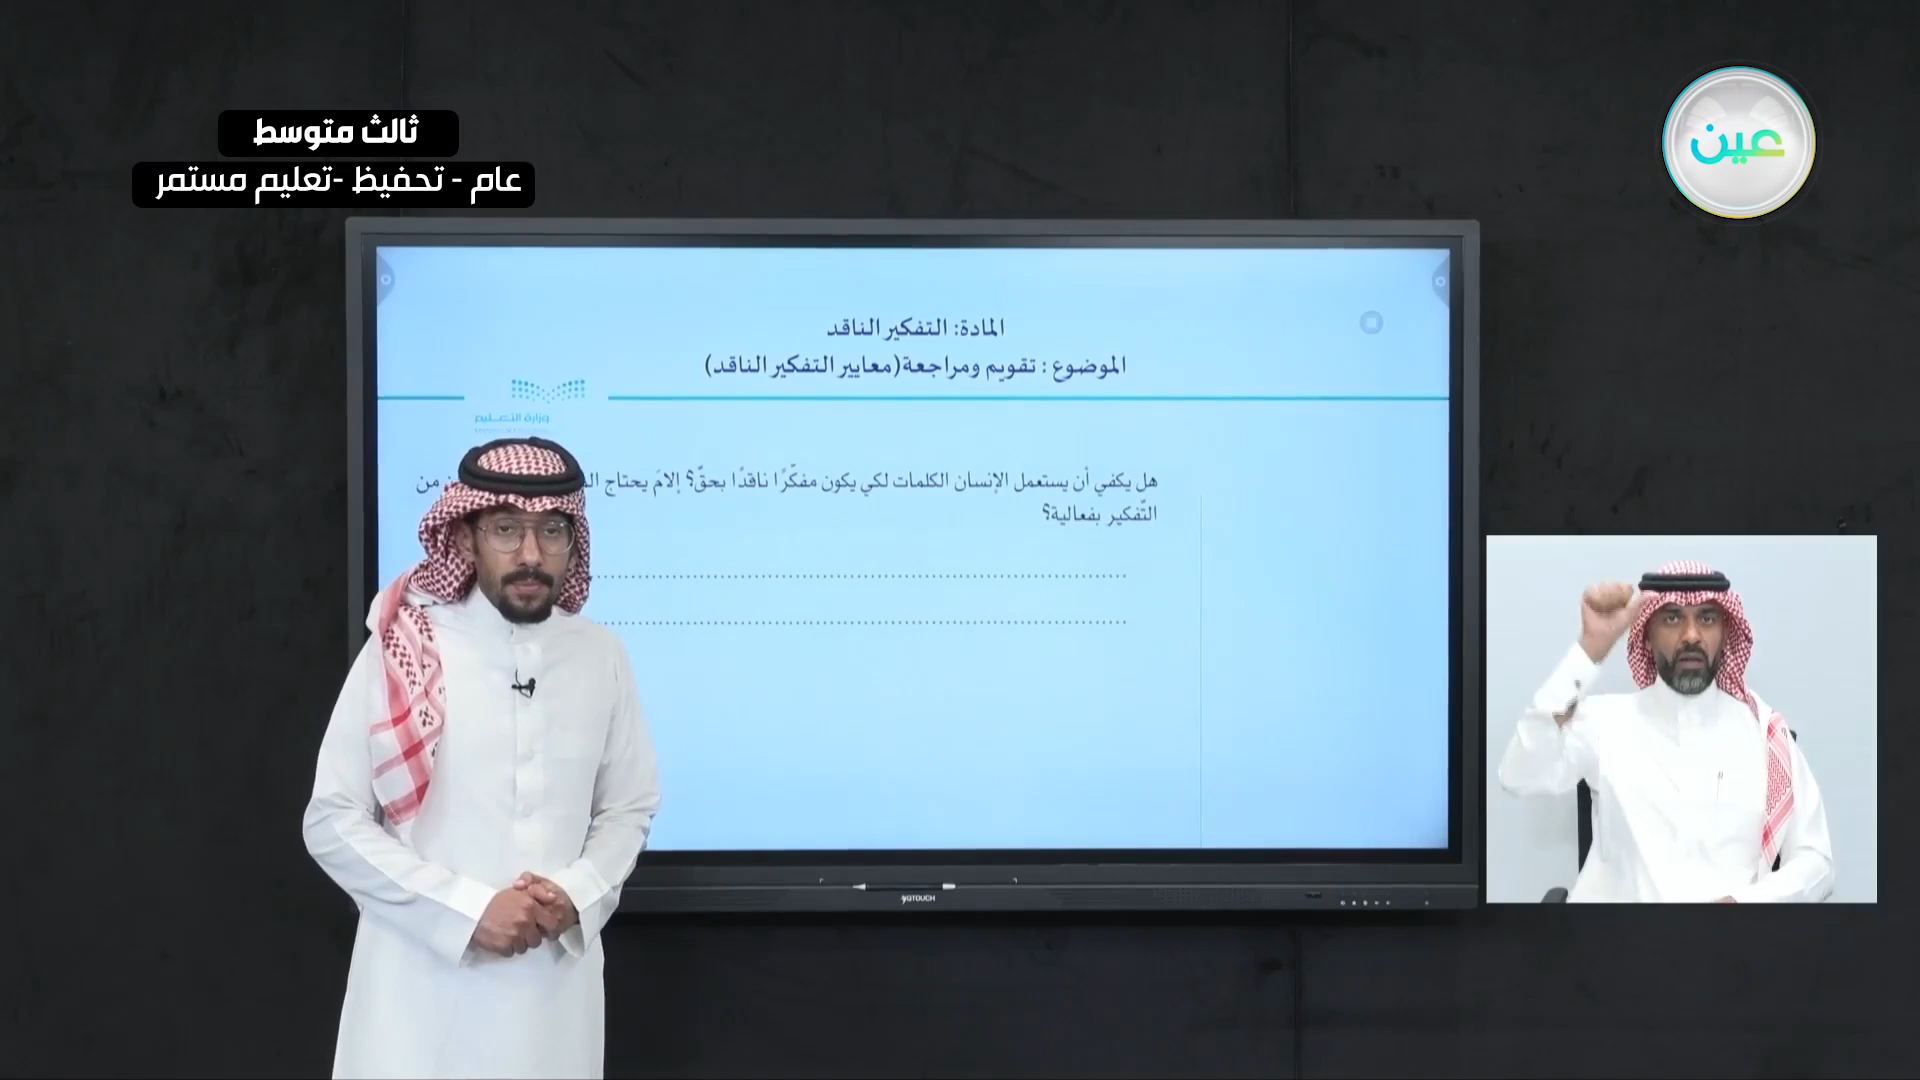 ثالث متوسط
عام - تحفيظ -تعليم مستمر
عين
المادة: التفكير الناقد
الموضوع : تقويم ومراجعة(معايير التفكير الناقد)
وزارة التعليم
هل يكفي أن يستعمل الإنسان الكلمات لكي يكون مفكّرًا ناقدًا بحقّ؟ إلامَ يحتاج من
التّفكير بفعالية؟
QTOUCH